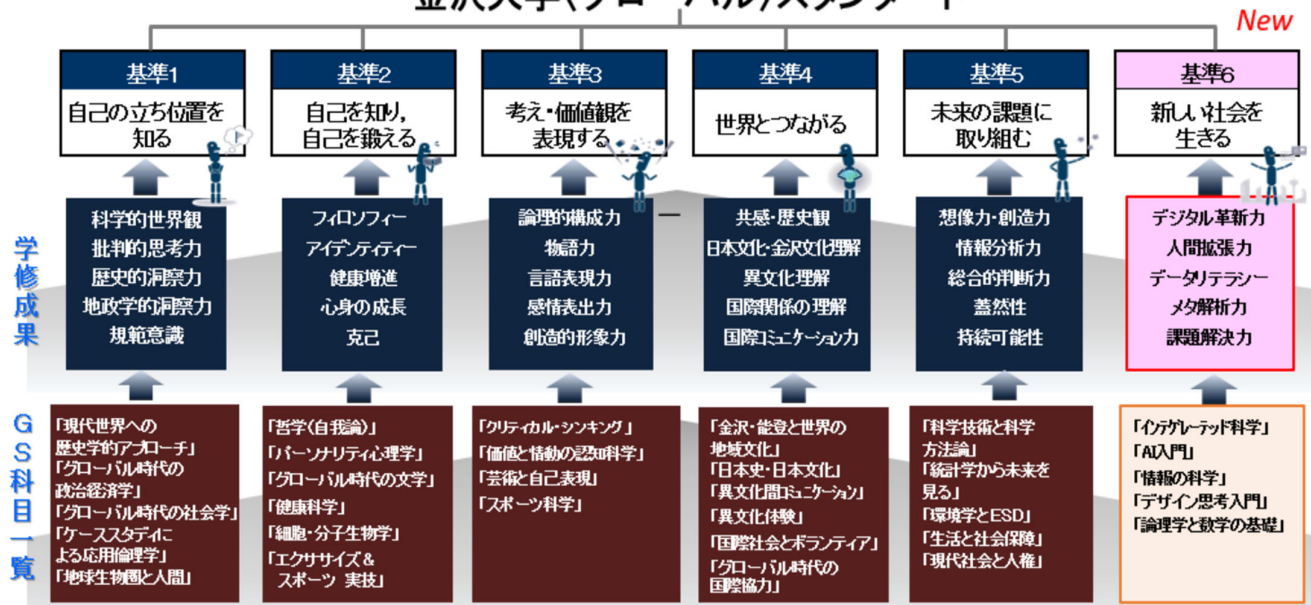 金沢大学(グローバル)スタンダード
New
基準1
自己の立ち位置を
知る
基準2
自己を知り,
自己を鍛える
基準3
考え・価値観を
表現する
基準4
世界とつながる
基準5
未来の課題に
取り組む
基準6
新しい社会を
生きる
学修成果
科学的世界観
批判的思考力
歴史的洞察力
地政学的洞察力
規範意識
フィロソフィー
アイデンティティー
健康増進
心身の成長
克己
論理的構成力
物語力
言語表現力
感情表出力
創造的形象力
共感・歴史観
日本文化・金沢文化理解
異文化理解
国際関係の理解
国際コミュニケーション力
想像力・創造力
情報分析力
総合的判断力
蓋然性
持続可能性
デジタル革新力
人間拡張力
データリテラシー
メタ解析力
課題解決力
GS科目一覧
「現代世界への
歴史学的アプローチ」
「グローバル時代の
政治経済学」
「グローバル時代の社会学」
「ケーススタディに
よる応用倫理学」
「地球生物圏と人間」
「哲学(自我論)」
「パーソナリティ心理学」
「グローバル時代の文学」
「健康科学」
「細胞・分子生物学」
「エクササイズ&
スポーツ 実技」
「クリティカル・シンキング」
「価値と情動の認知科学」
「芸術と自己表現」
「スポーツ科学」
「金沢・能登と世界の
地域文化」
「日本史・日本文化」
「異文化間コミュニケーション」
「異文化体験」
「国際社会とボランティア」
「グローバル時代の
国際協力」
「科学技術と科学
方法論」
「統計学から未来を
見る」
「環境学とESD」
「生活と社会保障」
「現代社会と人権」
「インテグレーテッド科学」
「AI入門」
「情報の科学」
「デザイン思考入門」
「論理学と数学の基礎」